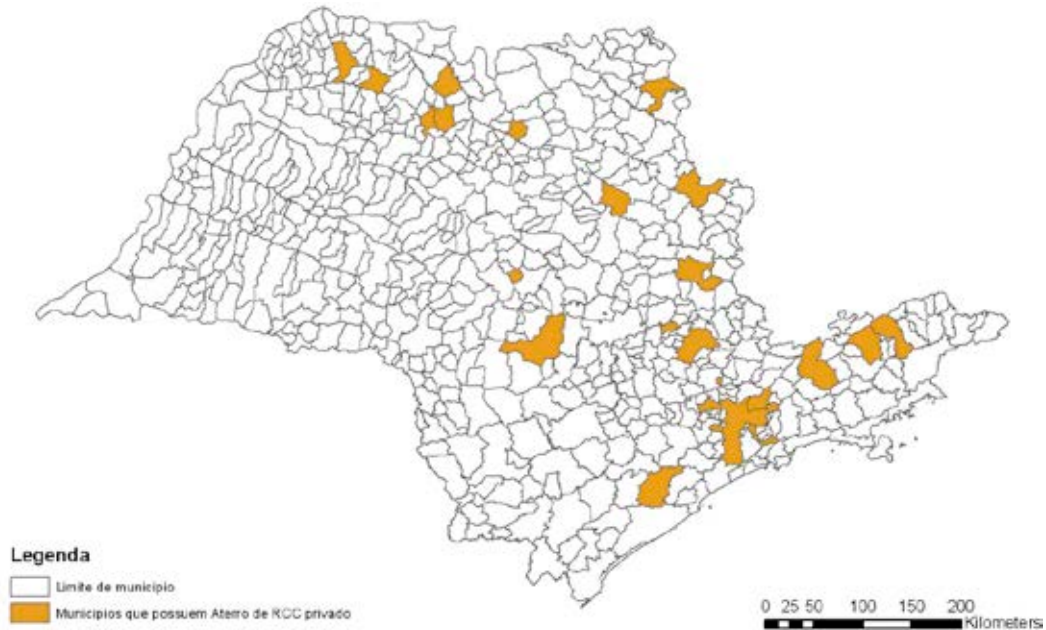 Legenda
Limite de município
Municípios que possuem Aterro de RCC privado
0 25 50 100 150 200
Kilometers